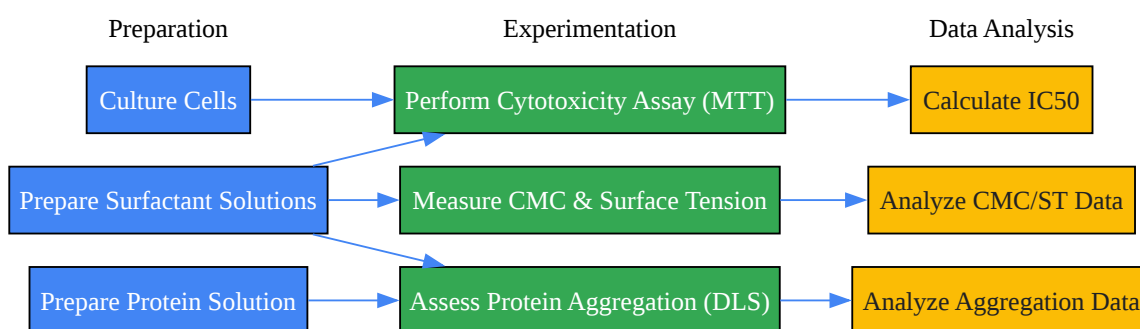 Preparation
Experimentation
Data Analysis
Culture Cells
Perform Cytotoxicity Assay (MTT)
Calculate IC50
Prepare Surfactant Solutions
Measure CMC & Surface Tension
Analyze CMC/ST Data
Prepare Protein Solution
Assess Protein Aggregation (DLS)
Analyze Aggregation Data